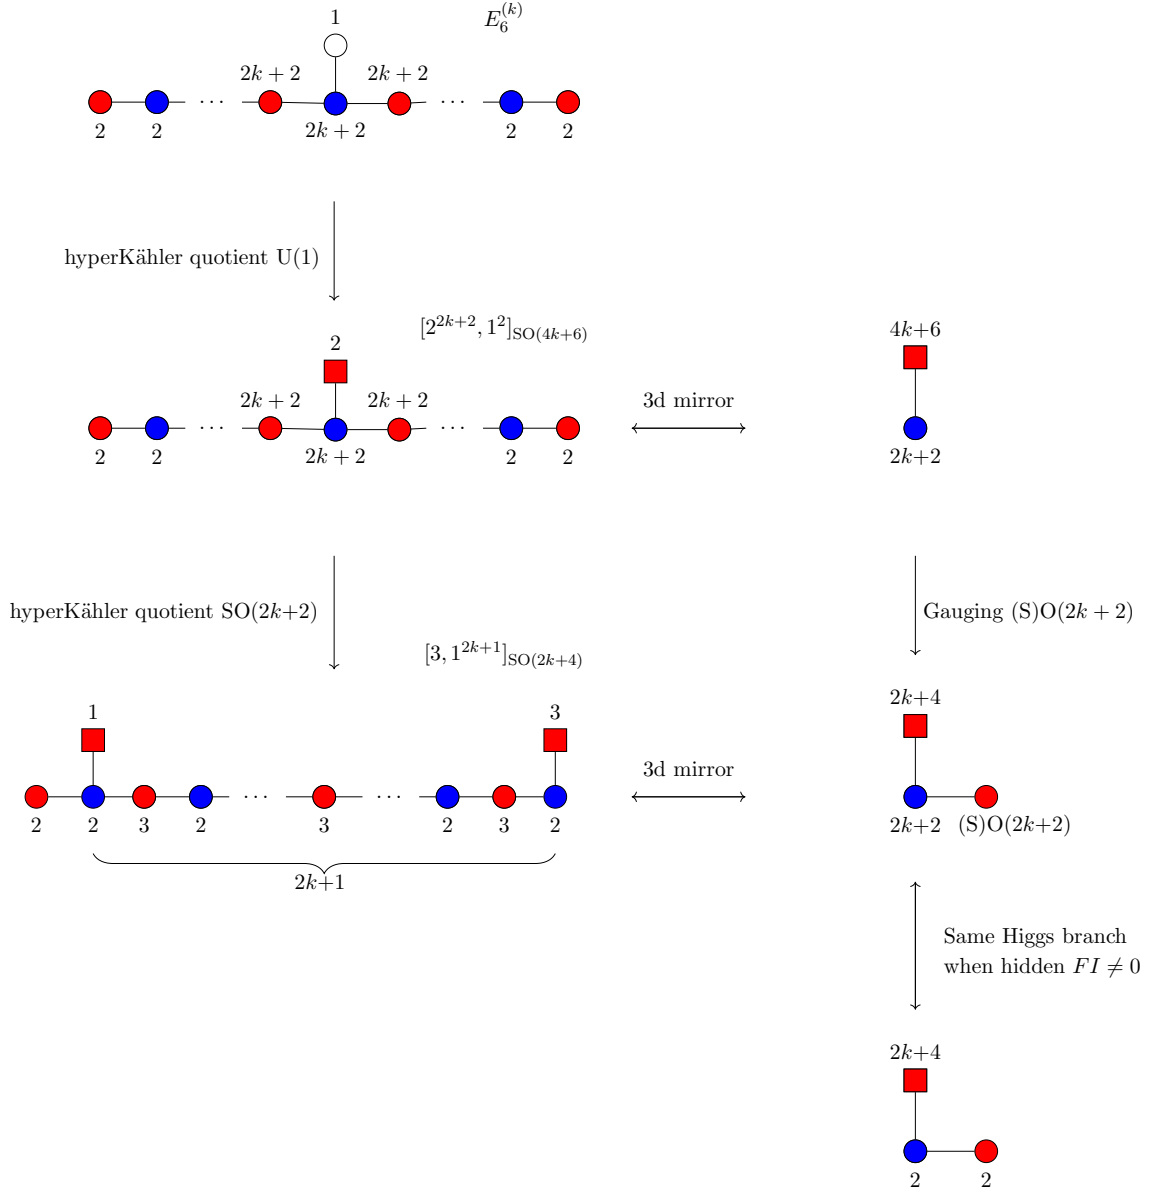 1
E_6^{(k)}
2k + 2 2k + 2
··· ···
2 2 2k + 2 2 2
hyperKähler quotient U(1)
[2^{2k+2}, 1^2]_{SO(4k+6)}
2 4k+6
2k + 2 2k + 2 3d mirror
··· ···
2 2 2k + 2 2 2 2k+2
hyperKähler quotient SO(2k+2) Gauging (S)O(2k + 2)
[3, 1^{2k+1}]_{SO(2k+4)}
1 3 2k+4
3d mirror
··· ···
2 2 3 2 3 2 3 2 2k+2 (S)O(2k+2)
2k+1
Same Higgs branch
when hidden FI ≠ 0
2k+4
2 2